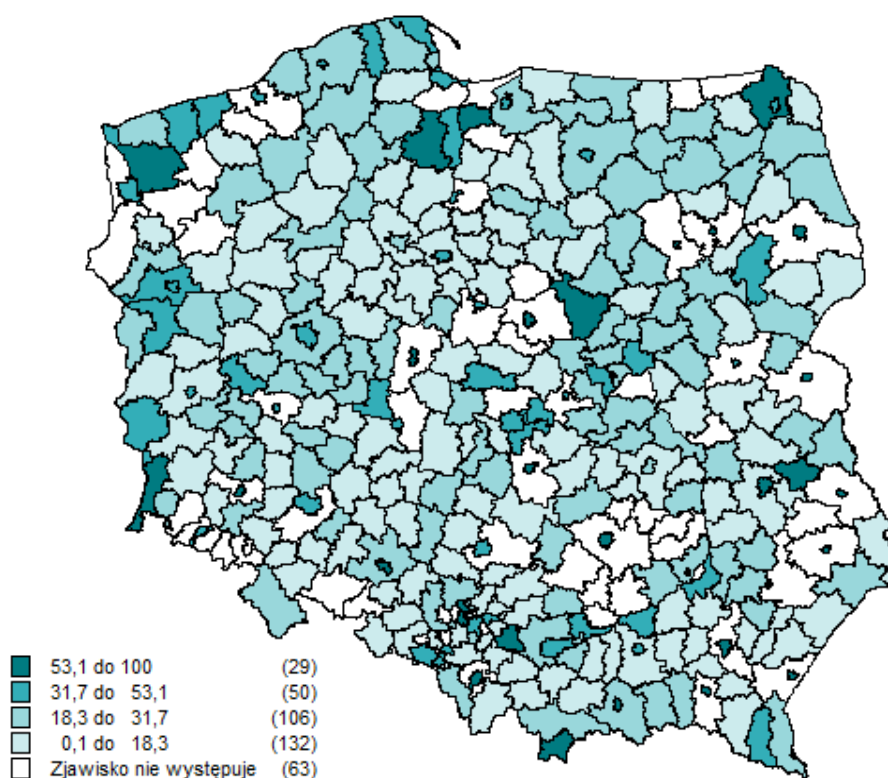 53,1 do 100 (29)
31,7 do 53,1 (50)
18,3 do 31,7 (106)
0,1 do 18,3 (132)
Zjawisko nie występuje (63)